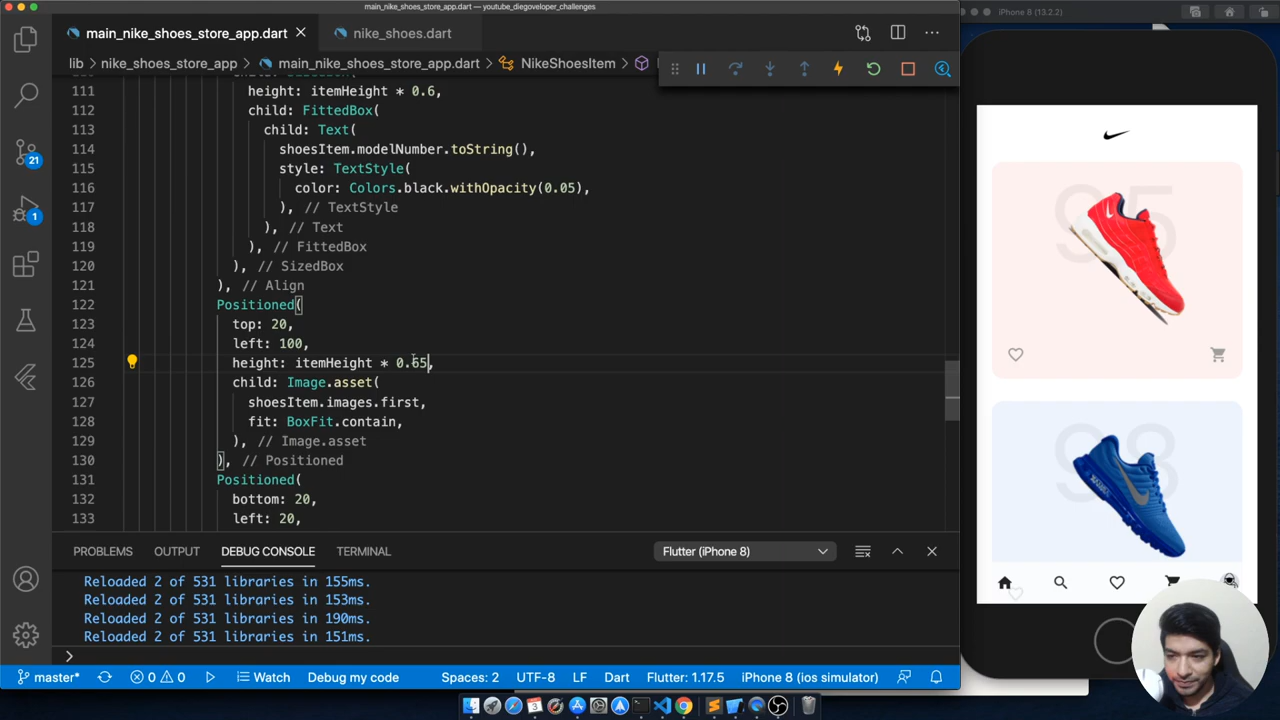 main_nike_shoes_store_app.dart — youtube_diegoveloper_challenges
iPhone 8 (13.2.2)
main_nike_shoes_store_app.dart
nike_shoes.dart
lib > nike_shoes_store_app > main_nike_shoes_store_app.dart > NikeShoesItem >
111 height: itemHeight * 0.6,
112 child: FittedBox(
113 child: Text(
114 shoesItem.modelNumber.toString(),
115 style: TextStyle(
116 color: Colors.black.withOpacity(0.05),
117 ), // TextStyle
118 ), // Text
119 ), // FittedBox
120 ), // SizedBox
121 ), // Align
122 Positioned(
123 top: 20,
124 left: 100,
125 height: itemHeight * 0.65,
126 child: Image.asset(
127 shoesItem.images.first,
128 fit: BoxFit.contain,
129 ), // Image.asset
130 ), // Positioned
131 Positioned(
132 bottom: 20,
133 left: 20,
21
1
95
98
PROBLEMS OUTPUT DEBUG CONSOLE TERMINAL
Flutter (iPhone 8)
Reloaded 2 of 531 libraries in 155ms.
Reloaded 2 of 531 libraries in 153ms.
Reloaded 2 of 531 libraries in 190ms.
Reloaded 2 of 531 libraries in 151ms.
master* 0 0 Watch Debug my code Spaces: 2 UTF-8 LF Dart Flutter: 1.17.5 iPhone 8 (ios simulator)